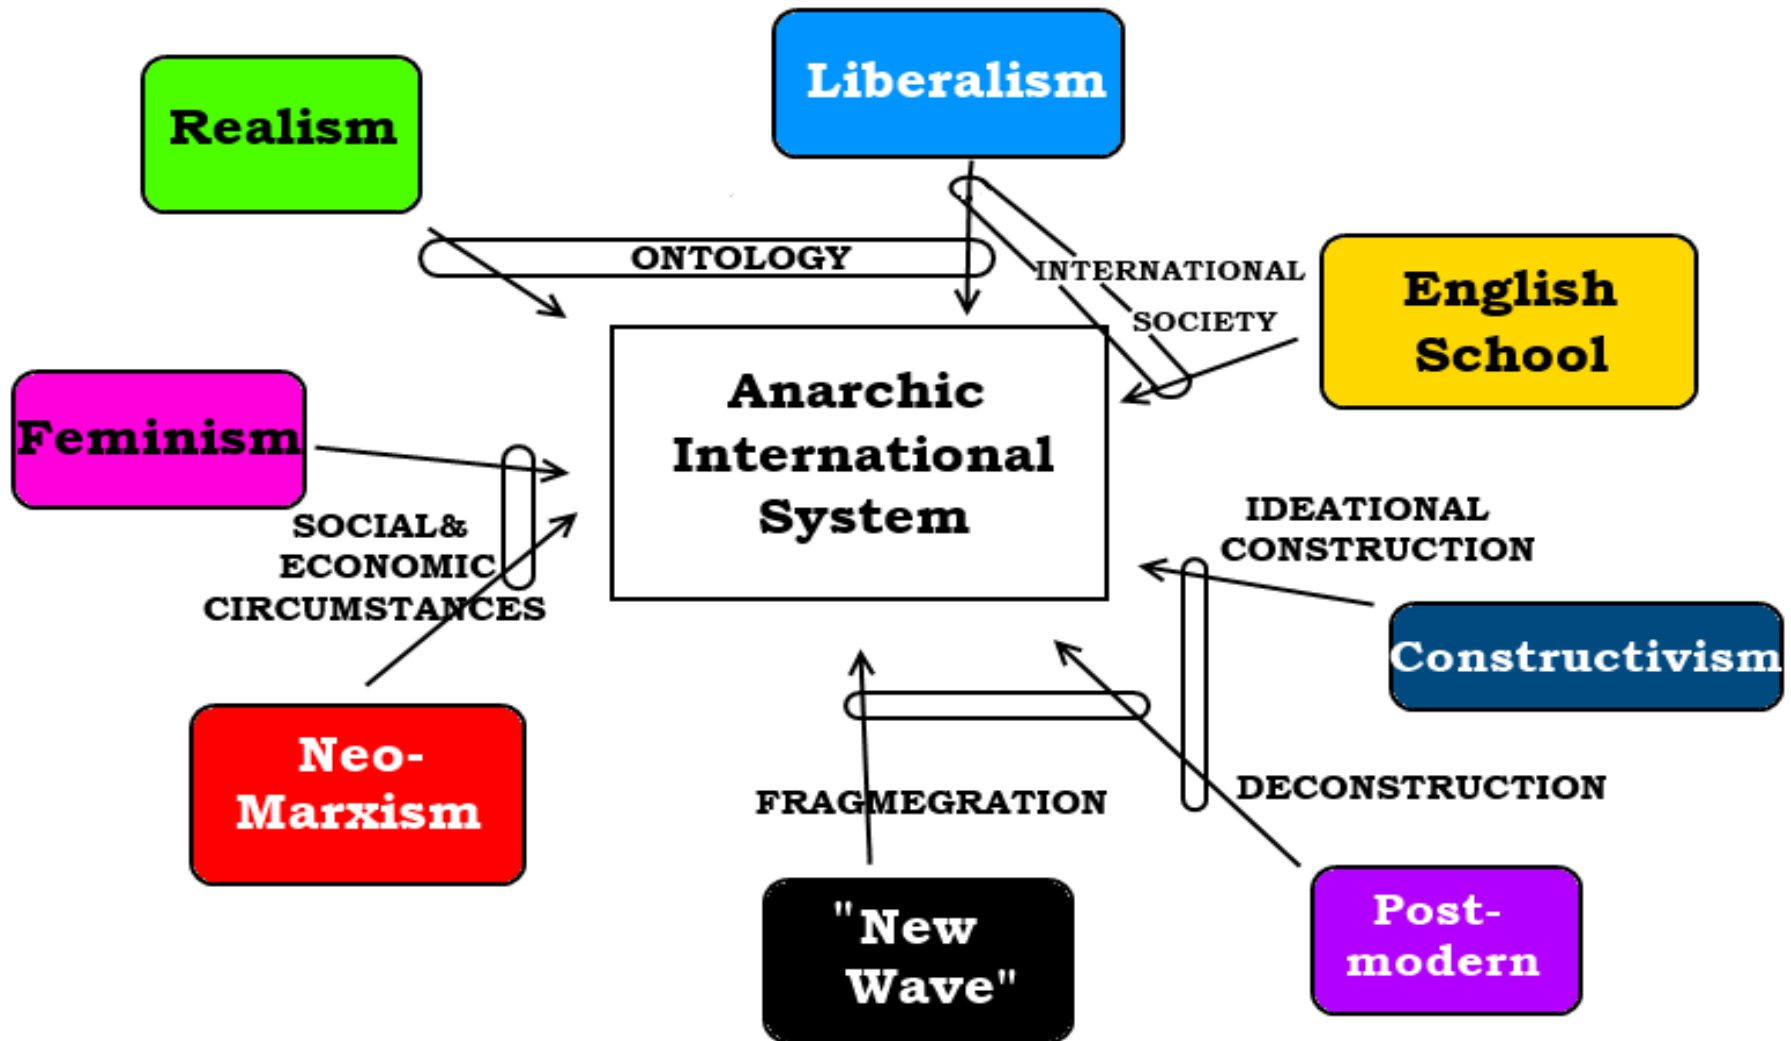 Liberalism
Realism
ONTOLOGY
INTERNATIONAL
SOCIETY
English
School
Anarchic
International
System
Feminism
SOCIAL&
ECONOMIC
CIRCUMSTANCES
IDEATIONAL
CONSTRUCTION
Constructivism
Neo-
Marxism
FRAGMEGRATION
DECONSTRUCTION
"New
Wave"
Post-
modern